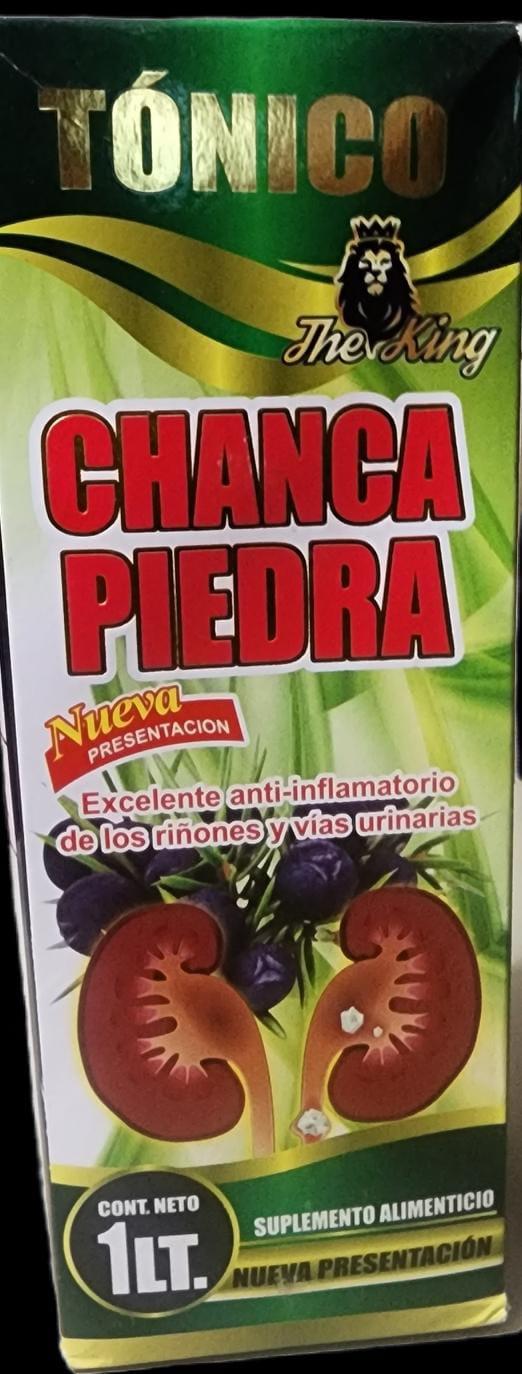 TÓNICO
The King
CHANCA
PIEDRA
Nueva
PRESENTACION
Excelente anti-inflamatorio
de los riñones y vías urinarias
CONT. NETO
1LT.
SUPLEMENTO ALIMENTICIO
NUEVA PRESENTACIÓN